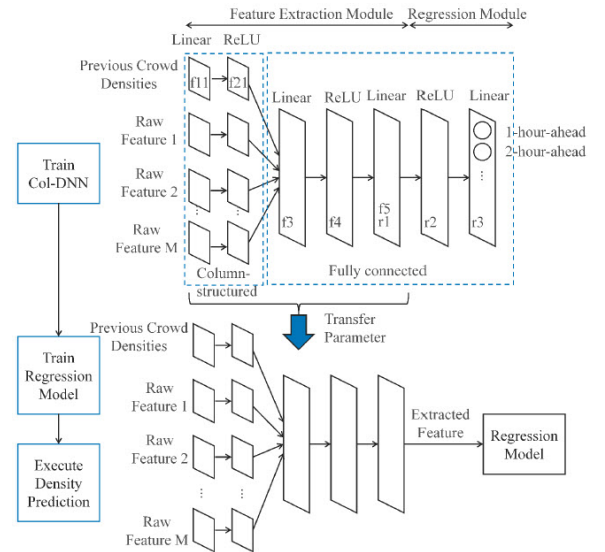 Feature Extraction Module
Regression Module
Linear
ReLU
Previous Crowd
Densities
f11
f21
Raw
Feature 1
Raw
Feature 2
...
...
Raw
Feature M
Column-
structured
Linear
ReLU
Linear
ReLU
Linear
f3
f4
f5
r1
r2
r3
1-hour-ahead
2-hour-ahead
...
Fully connected
Train
Col-DNN
Transfer
Parameter
Train
Regression
Model
Execute
Density
Prediction
Previous Crowd
Densities
Raw
Feature 1
Raw
Feature 2
...
...
Raw
Feature M
Extracted
Feature
Regression
Model